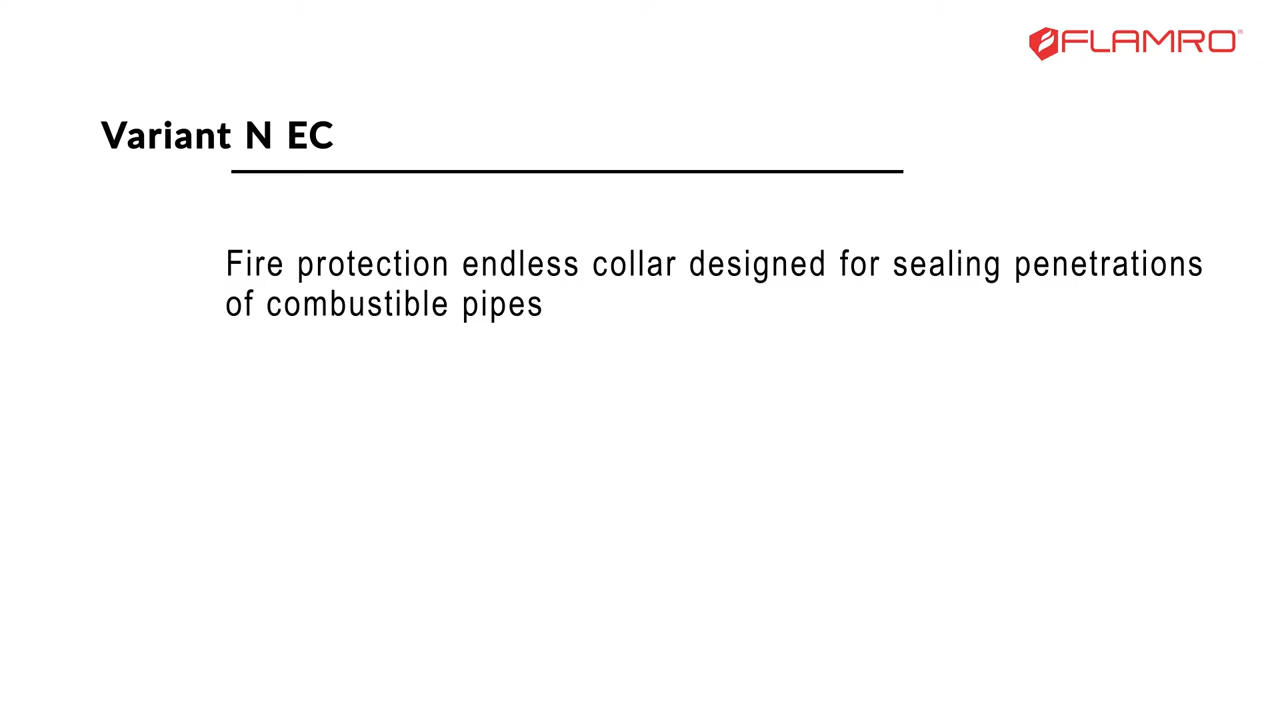 FLAMRO®
Variant N EC
Fire protection endless collar designed for sealing penetrations
of combustible pipes